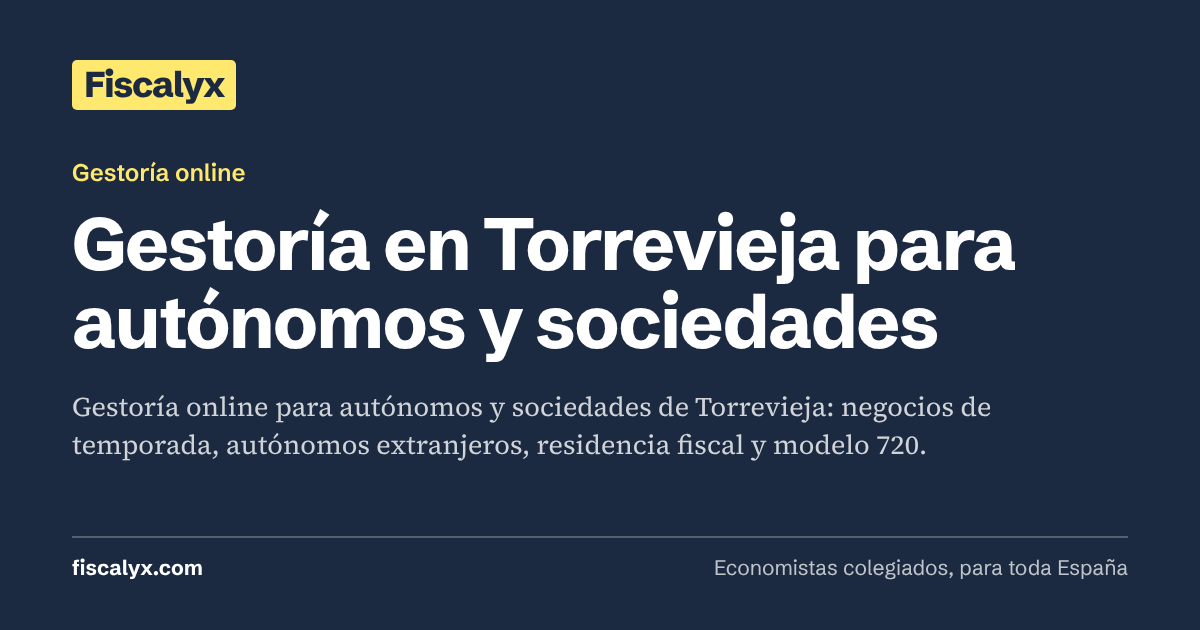 Fiscalyx
Gestoría online
Gestoría en Torrevieja para
autónomos y sociedades
Gestoría online para autónomos y sociedades de Torrevieja: negocios de
temporada, autónomos extranjeros, residencia fiscal y modelo 720.
fiscalyx.com
Economistas colegiados, para toda España